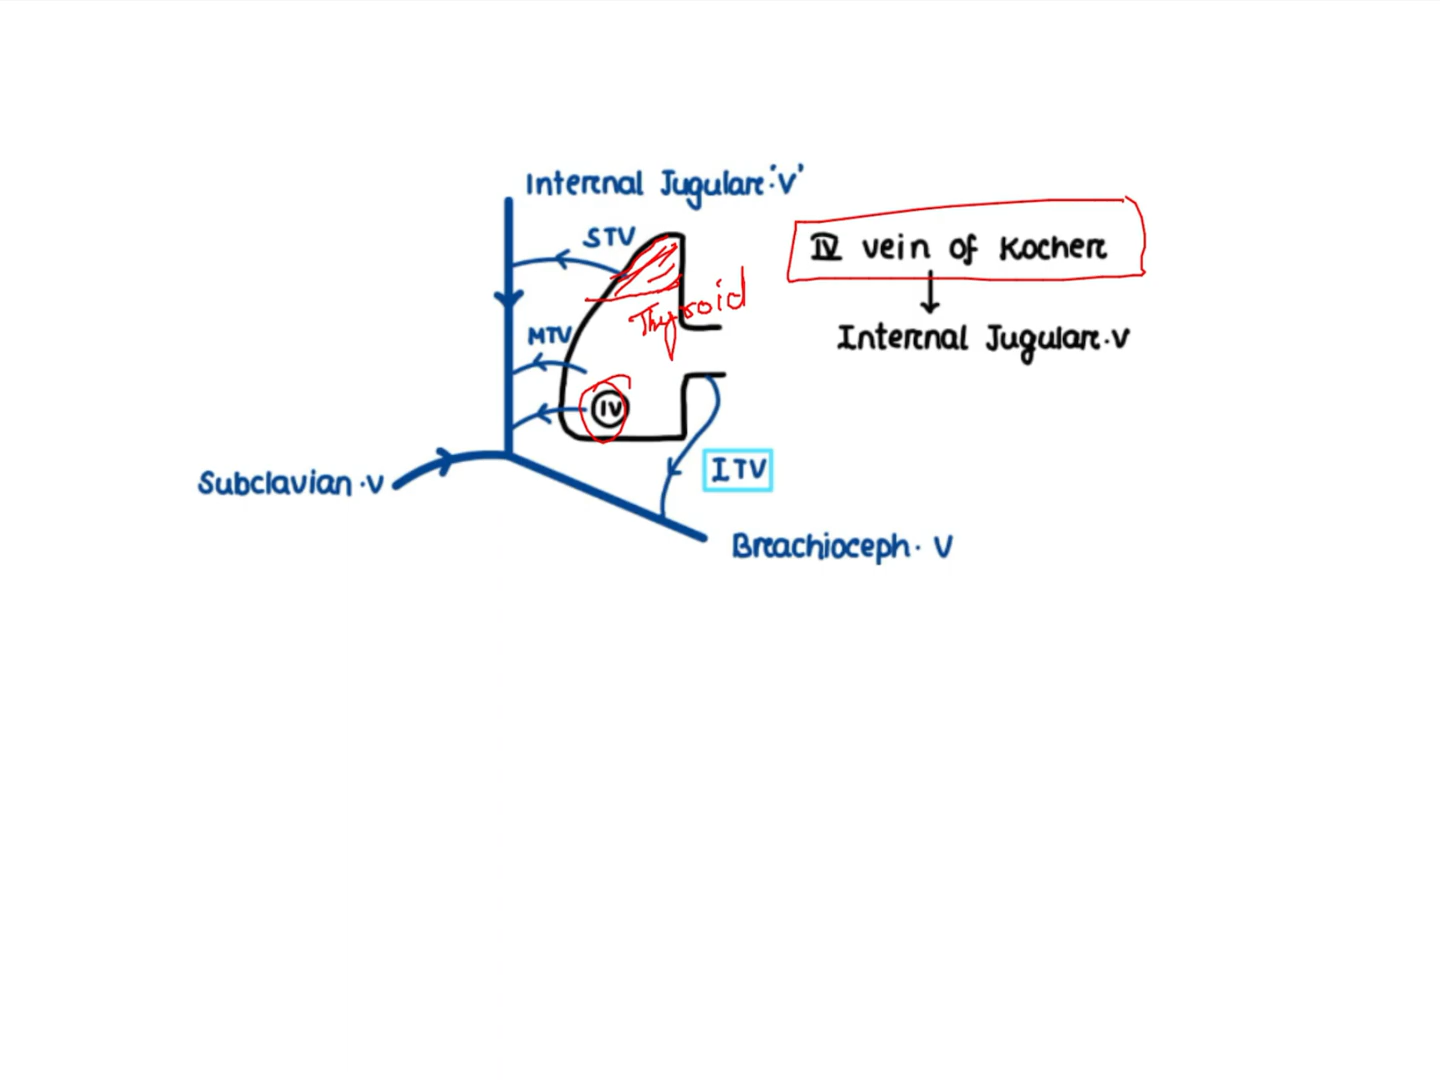 Internal Jugular.'V'
STV
IV vein of Kocher
Thyroid
MTV
Internal Jugular.v
IV
ITV
Subclavian .v
Brachioceph. V